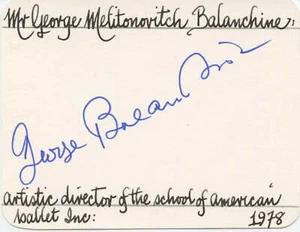 Mr George Melitonovitch Balanchine:
George Balanchine
artistic director of the school of american
ballet Inc: 1978